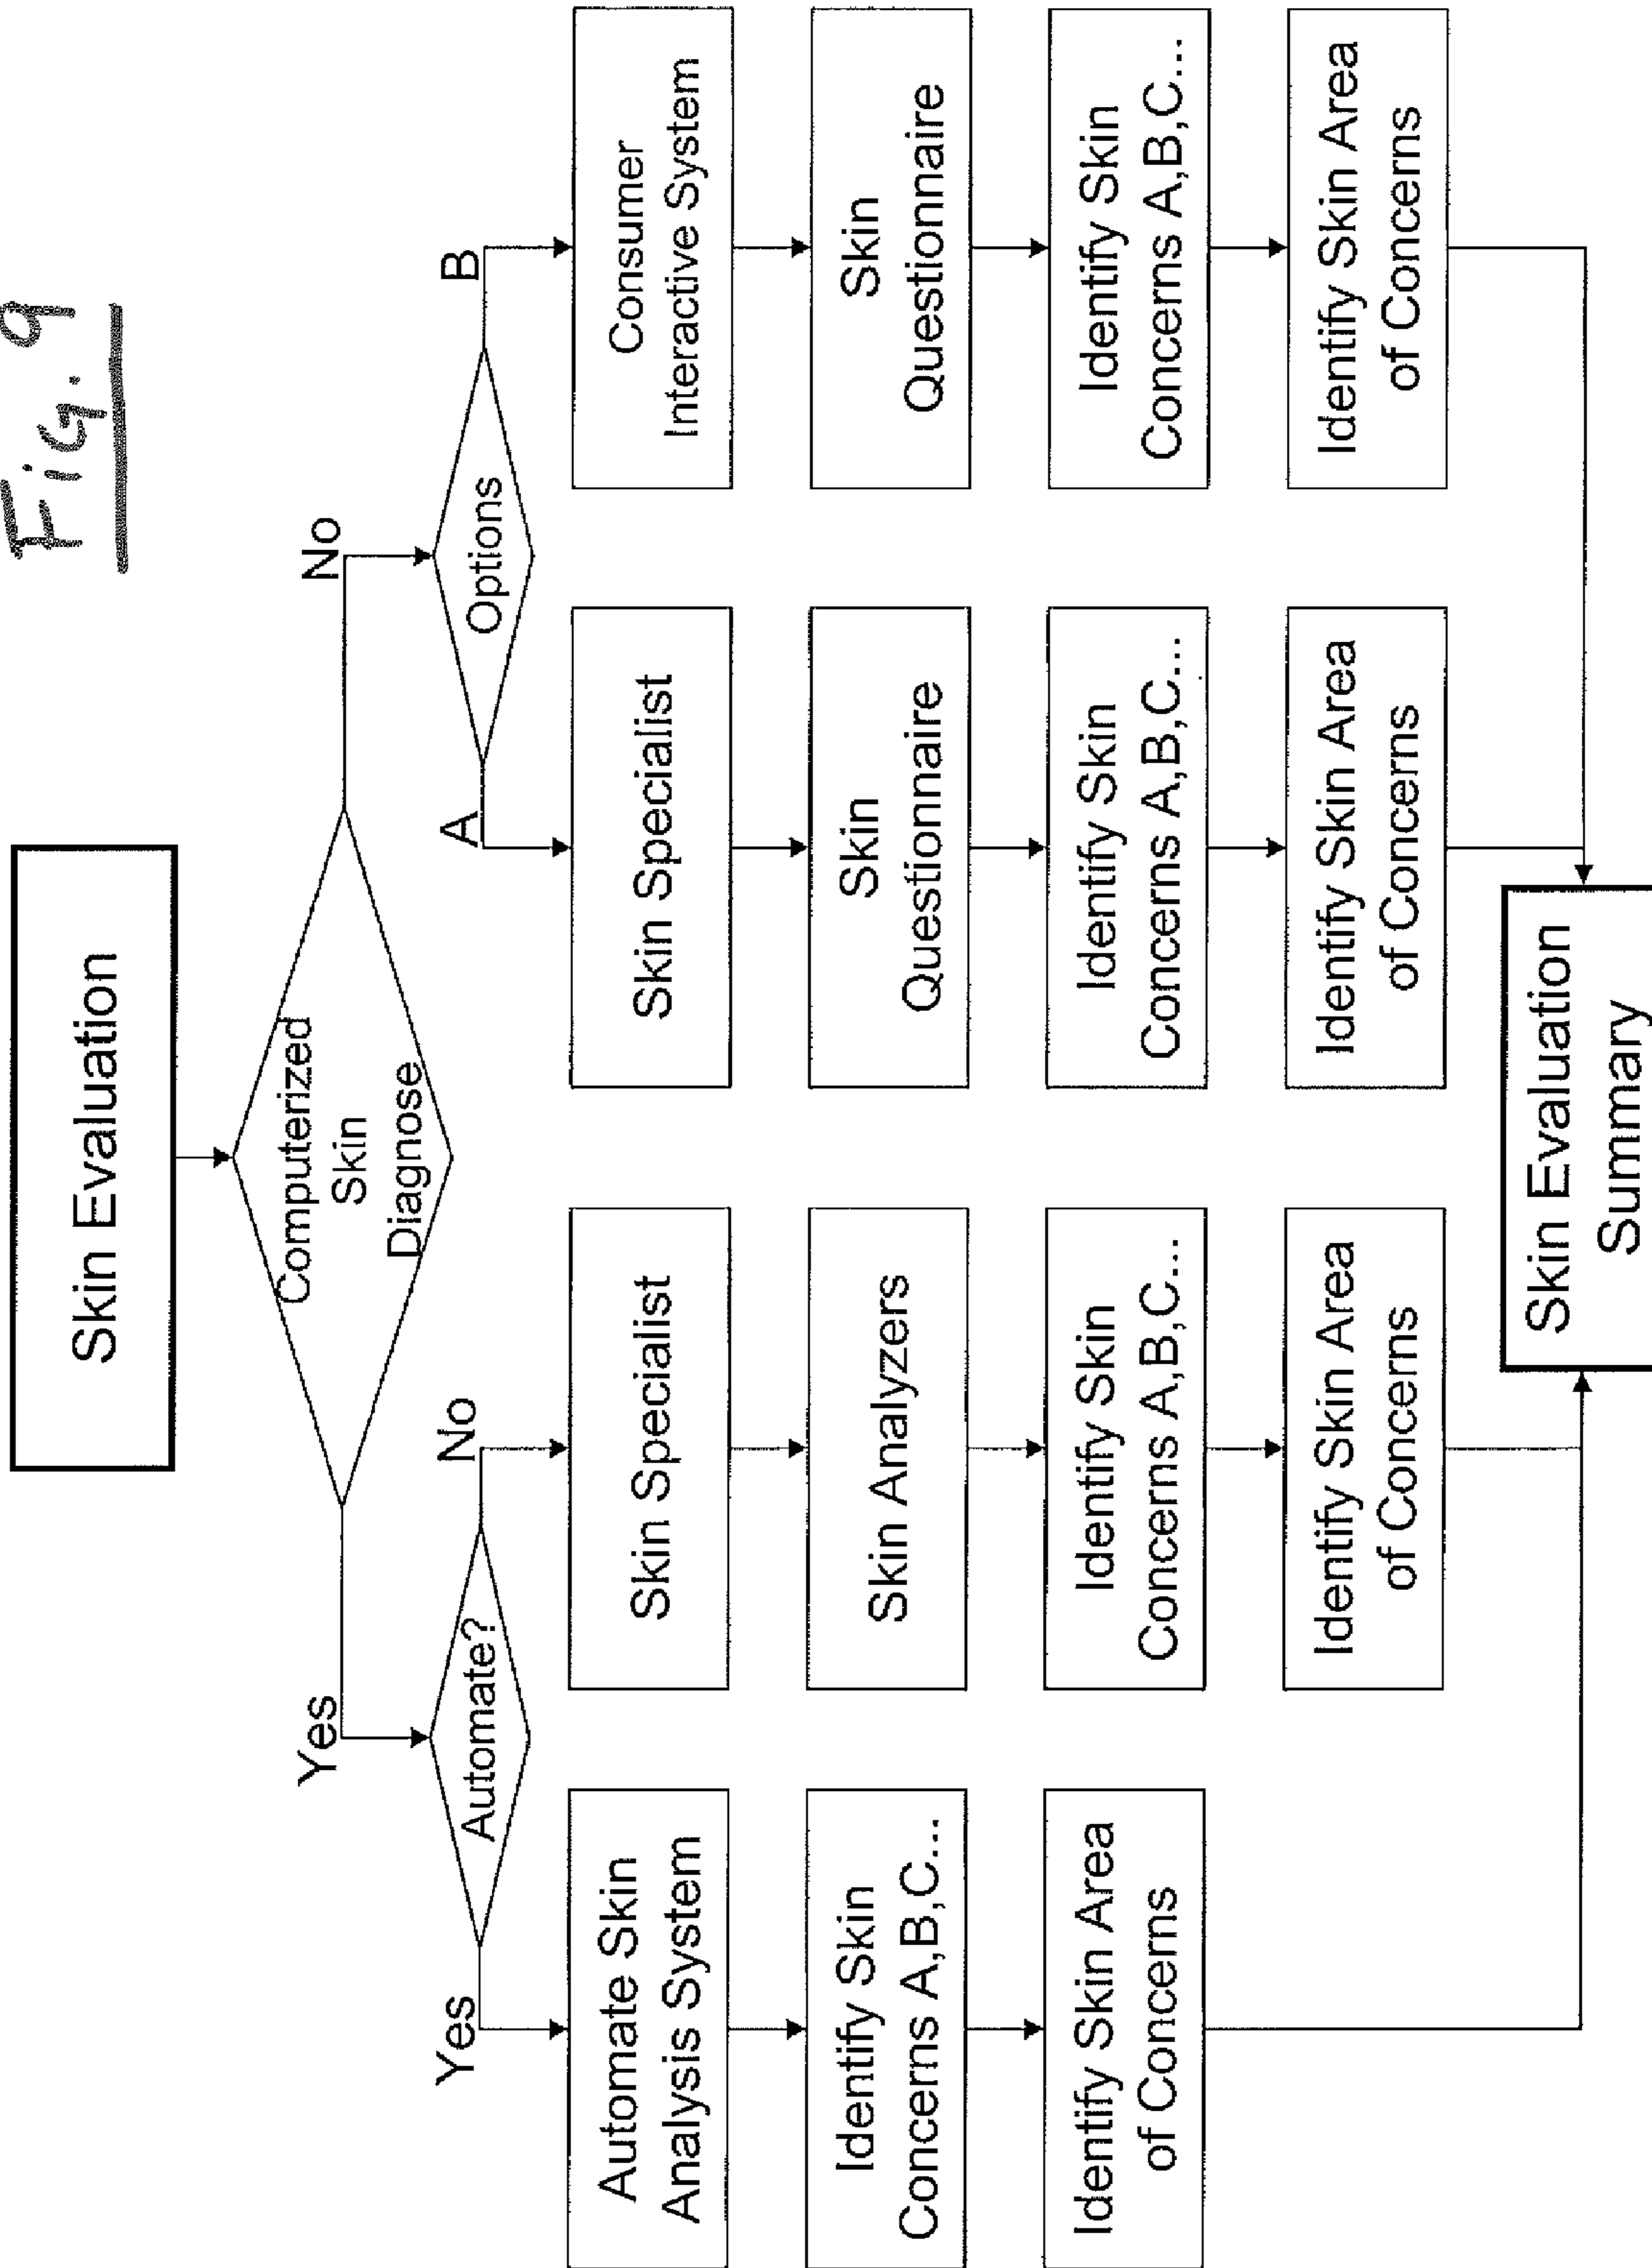 Fig. 9
Skin Evaluation
Computerized
Skin
Diagnose
Yes
No
Automate?
Options
Yes
No
A
B
Automate Skin
Analysis System
Skin Specialist
Skin Specialist
Consumer
Interactive System
Identify Skin
Concerns A,B,C...
Skin Analyzers
Skin
Questionnaire
Skin
Questionnaire
Identify Skin Area
of Concerns
Identify Skin
Concerns A,B,C...
Identify Skin
Concerns A,B,C...
Identify Skin
Concerns A,B,C...
Identify Skin Area
of Concerns
Identify Skin Area
of Concerns
Identify Skin Area
of Concerns
Skin Evaluation
Summary